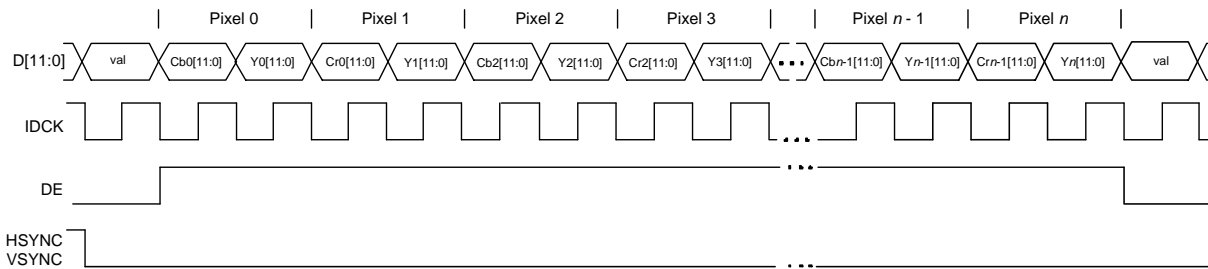 Pixel 0 Pixel 1 Pixel 2 Pixel 3 Pixel n - 1 Pixel n
D[11:0] val Cb0[11:0] Y0[11:0] Cr0[11:0] Y1[11:0] Cb2[11:0] Y2[11:0] Cr2[11:0] Y3[11:0] Cbn-1[11:0] Yn-1[11:0] Crn-1[11:0] Yn[11:0] val
IDCK
DE
HSYNC
VSYNC